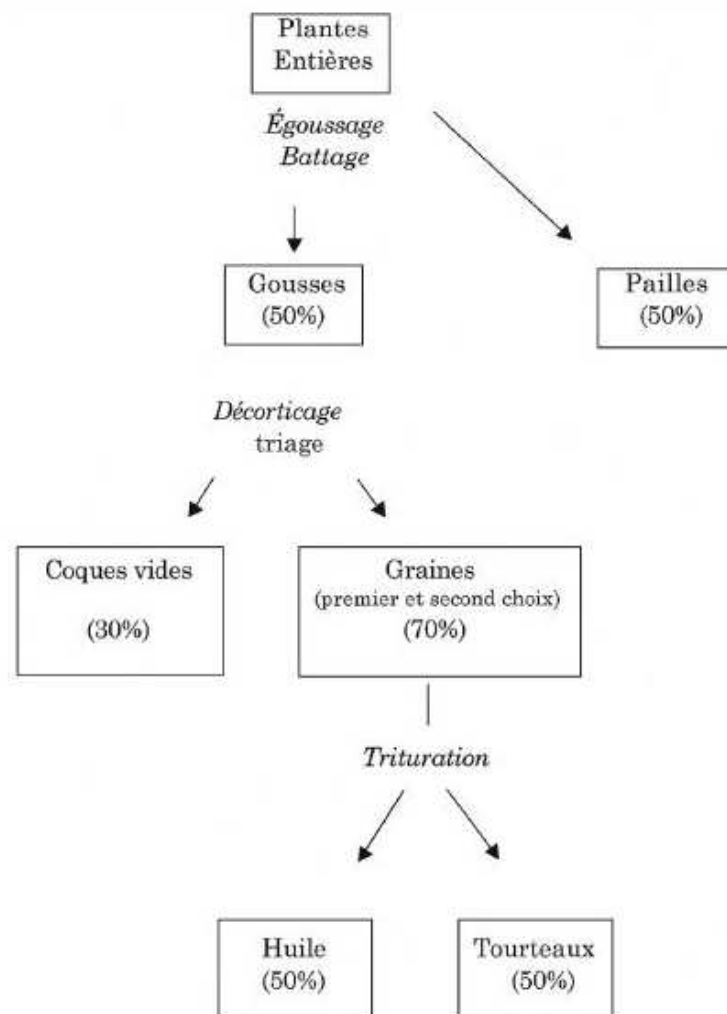 Plantes
Entières
Égoussage
Battage
Gousses
(50%)
Pailles
(50%)
Décorticage
triage
Coques vides
(30%)
Graines
(premier et second choix)
(70%)
Trituration
Huile
(50%)
Tourteaux
(50%)